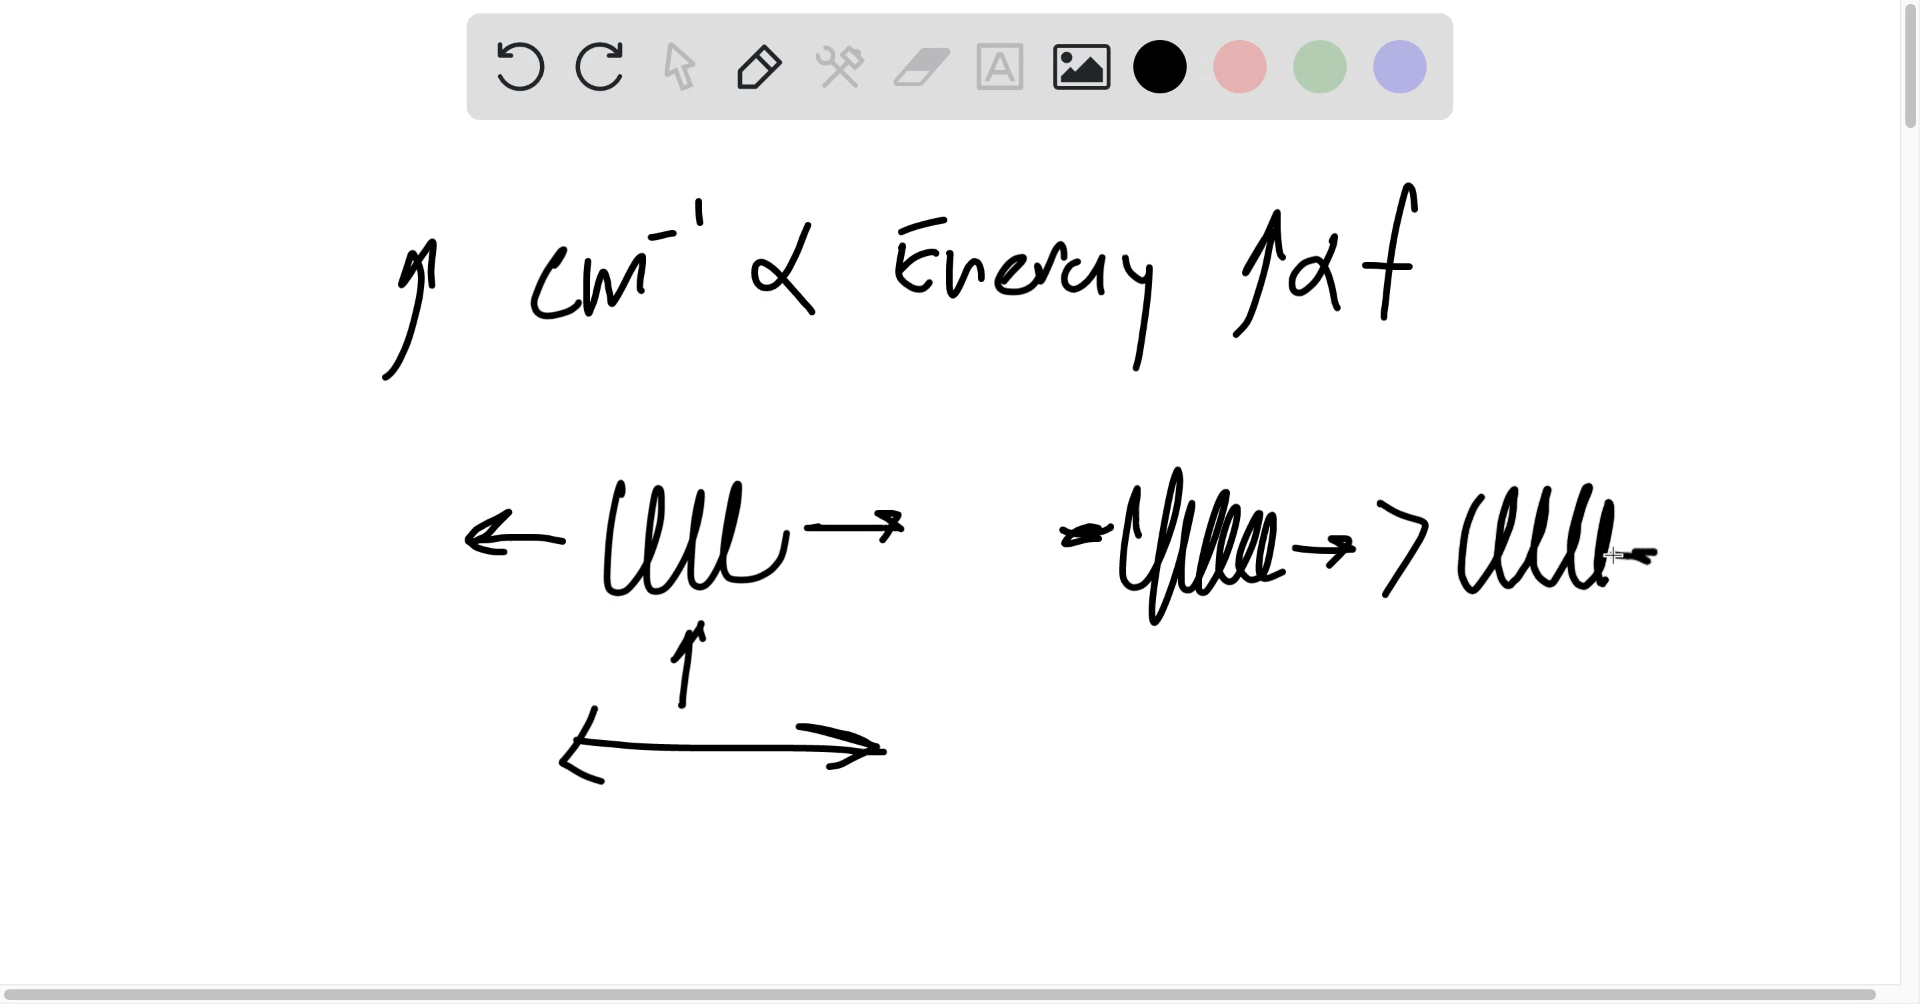 A
↑ cm⁻¹ ∝ Energy ↑ ∝ f
>